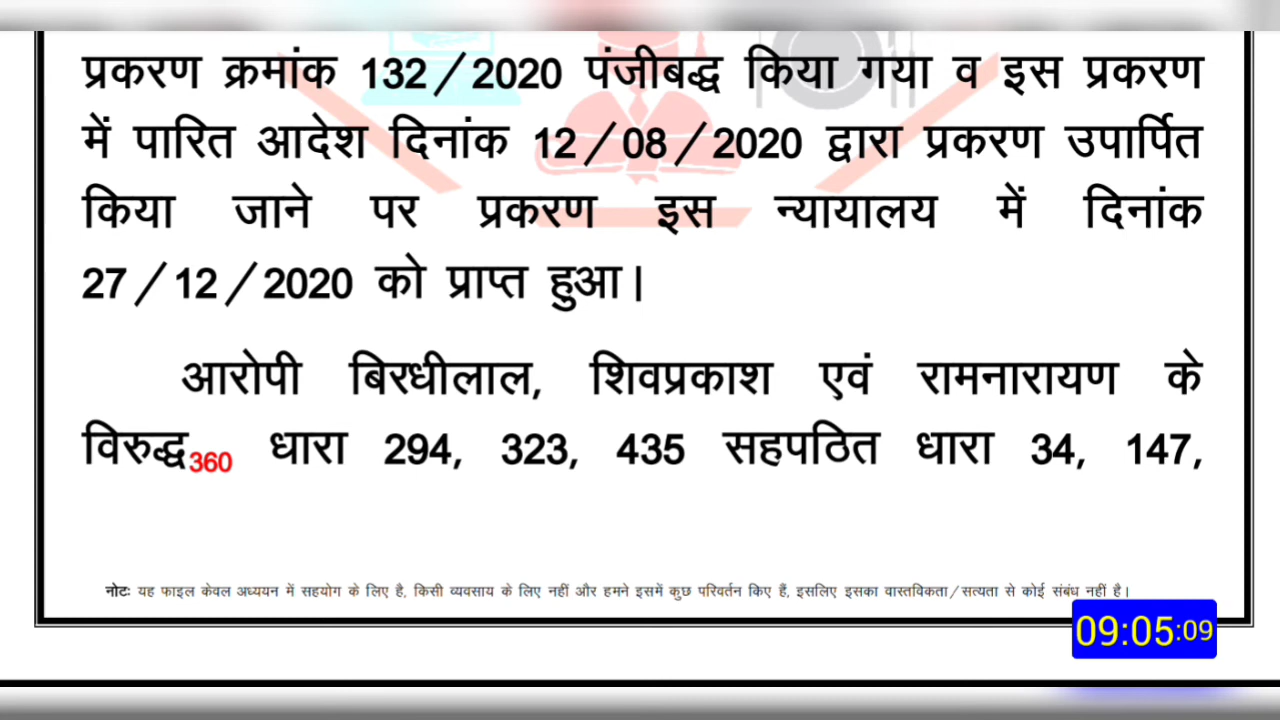 प्रकरण क्रमांक 132/2020 पंजीबद्ध किया गया व इस प्रकरण
में पारित आदेश दिनांक 12/08/2020 द्वारा प्रकरण उपार्पित
किया जाने पर प्रकरण इस न्यायालय में दिनांक
27/12/2020 को प्राप्त हुआ।
आरोपी बिरधीलाल, शिवप्रकाश एवं रामनारायण के
विरुद्ध 360 धारा 294, 323, 435 सहपठित धारा 34, 147,
नोटः यह फाइल केवल अध्ययन में सहयोग के लिए है, किसी व्यवसाय के लिए नहीं और हमने इसमें कुछ परिवर्तन किए हैं, इसलिए इसका वास्तविकता/सत्यता से कोई संबंध नहीं है।
09:05:09